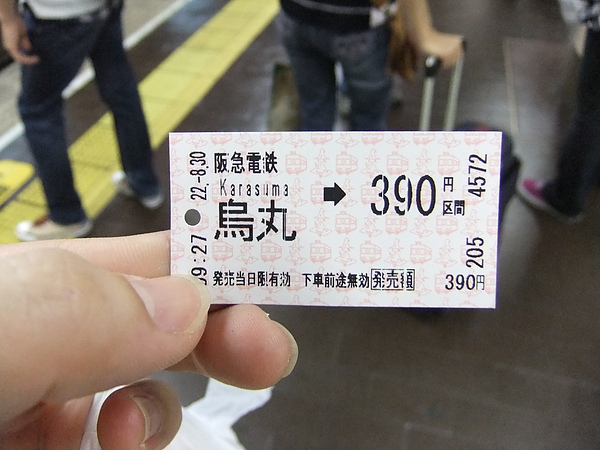 22.-8.30
09:27
阪急電鉄
Karasuma
烏丸
➡
390円区間
発売当日限有効 下車前途無効 発売額 390円
205 4572